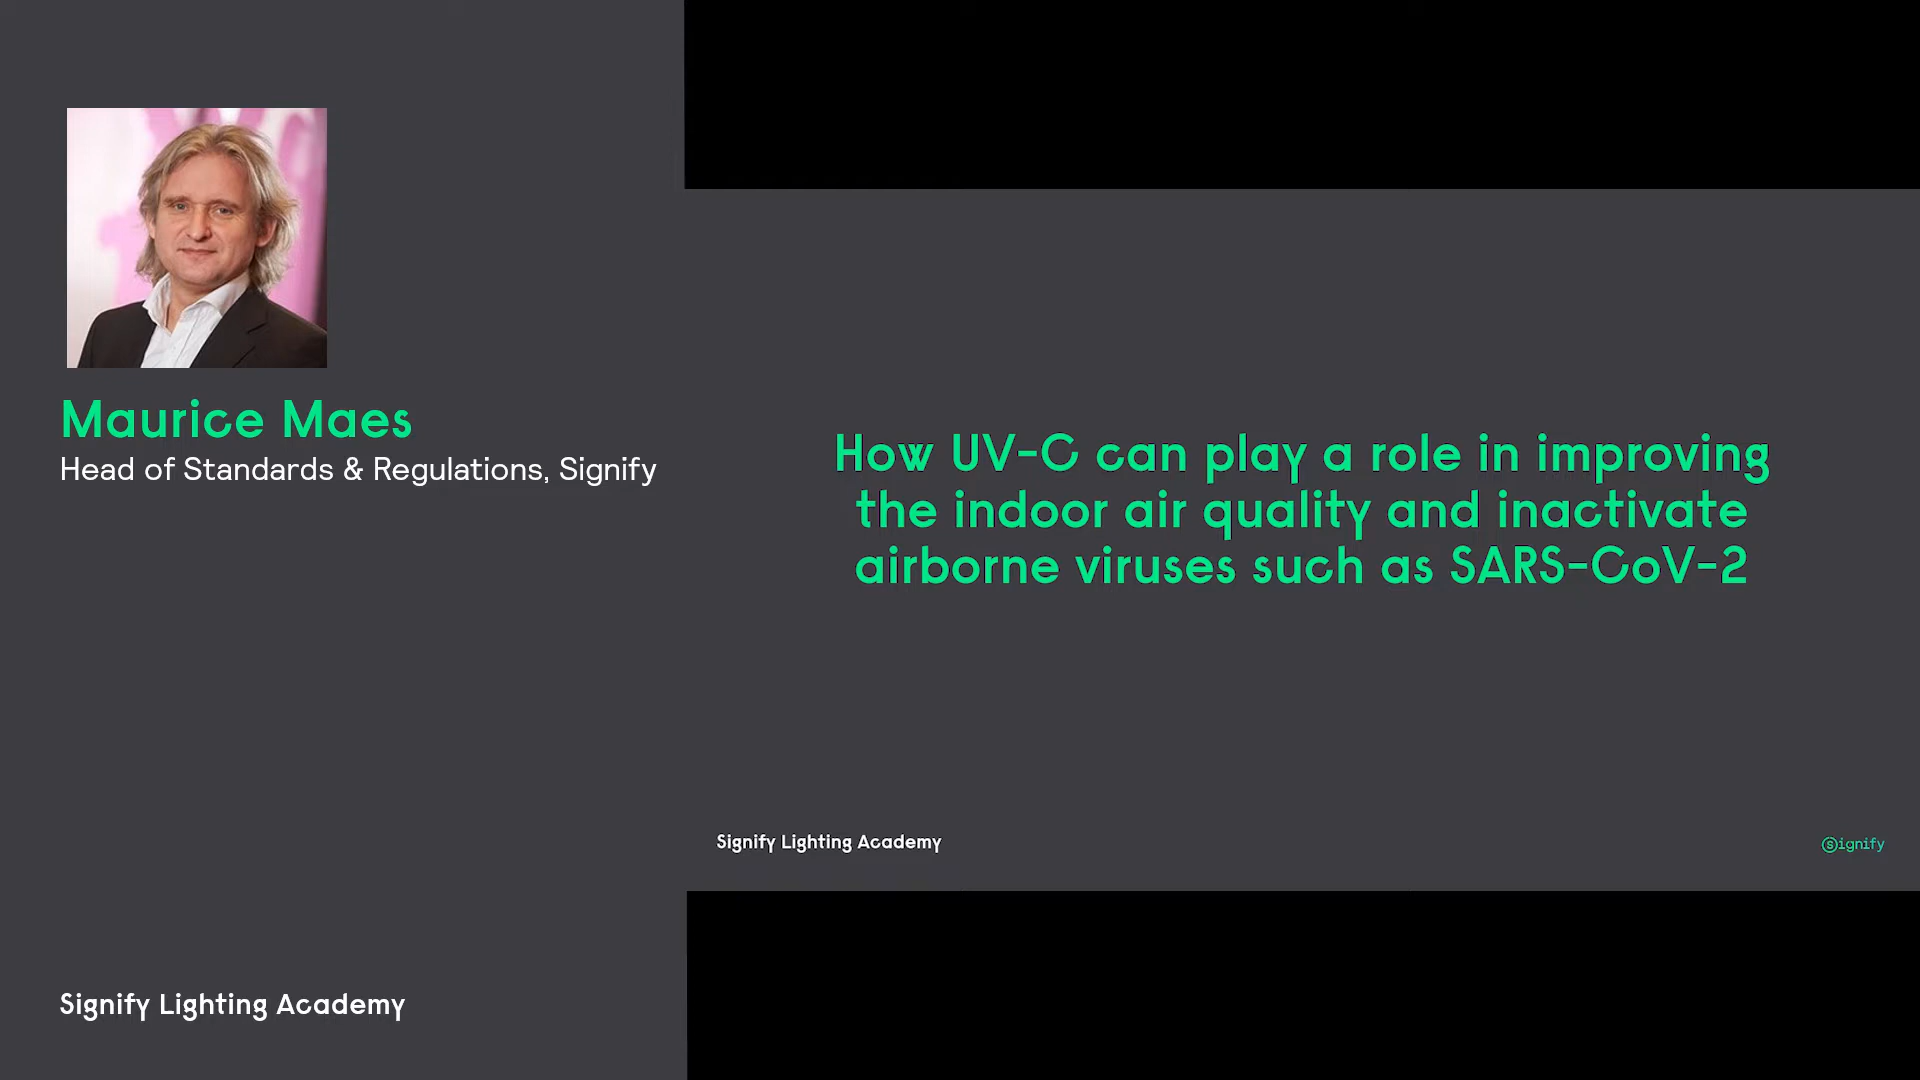 Maurice Maes
Head of Standards & Regulations, Signify
How UV-C can play a role in improving
the indoor air quality and inactivate
airborne viruses such as SARS-CoV-2
Signify Lighting Academy
Signify
Signify Lighting Academy